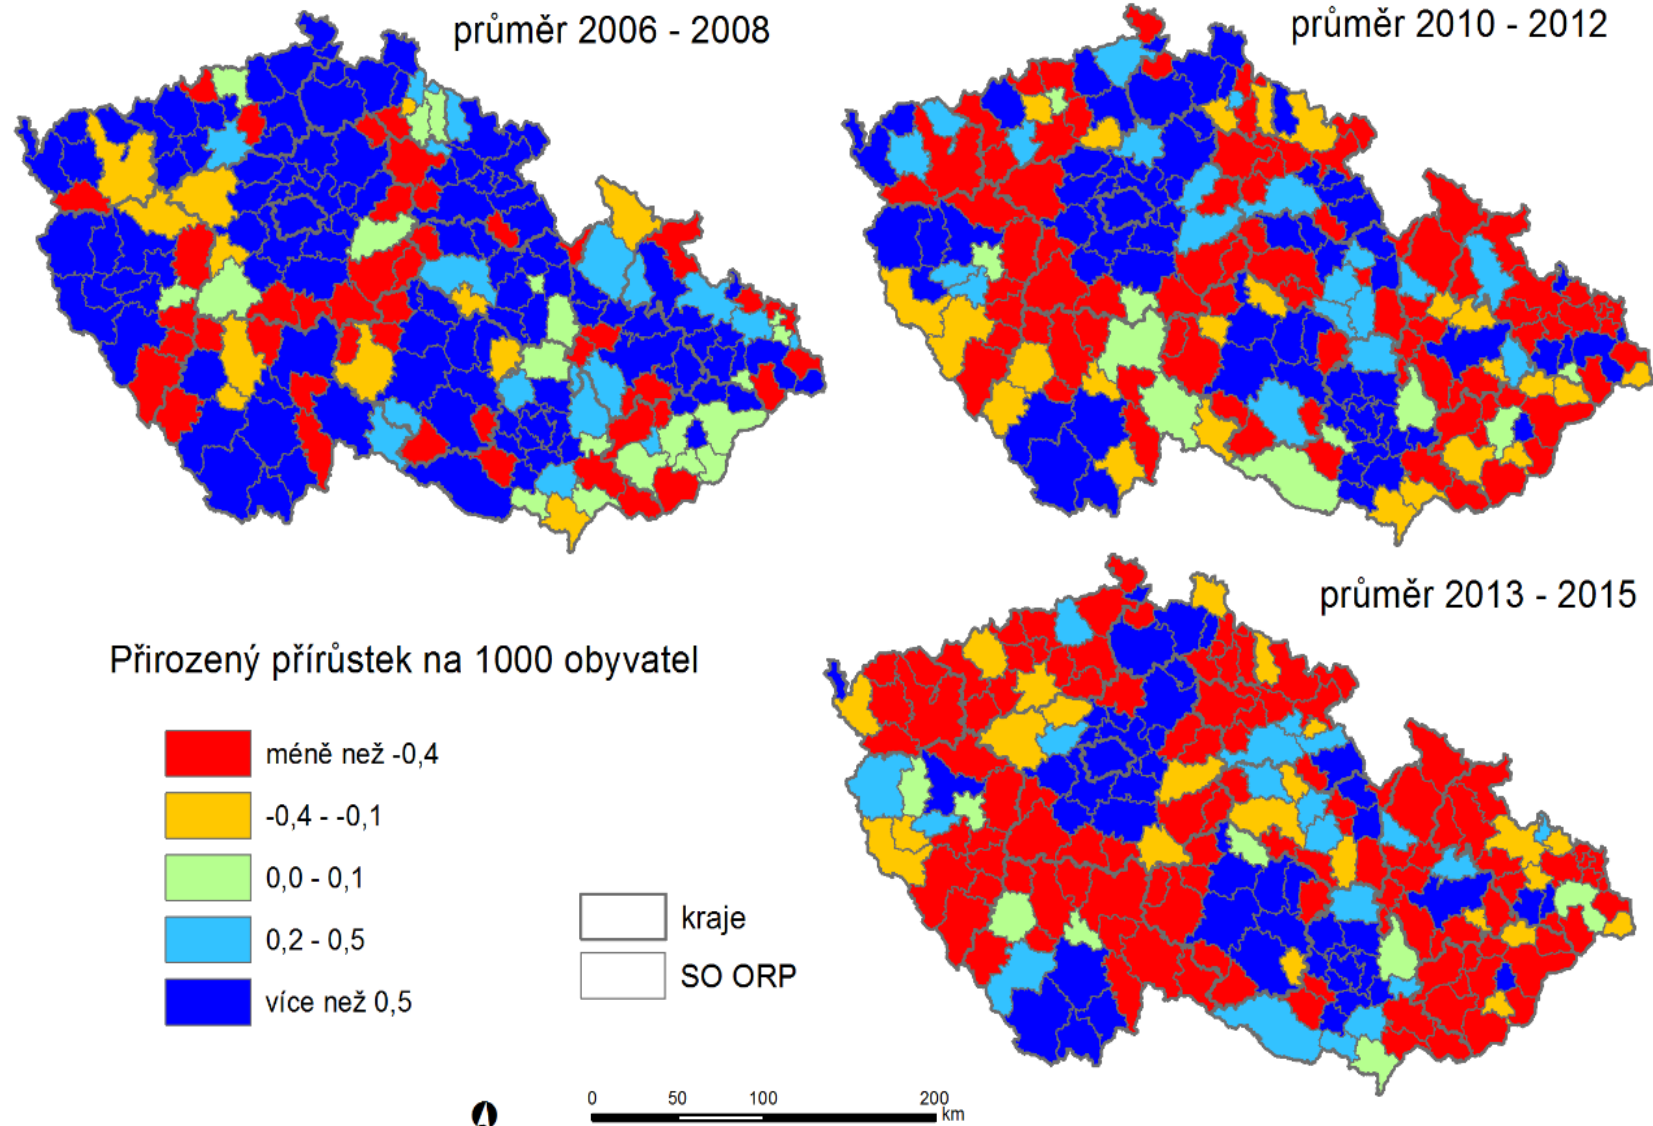 průměr 2006 - 2008
průměr 2010 - 2012
průměr 2013 - 2015
Přirozený přírůstek na 1000 obyvatel
méně než -0,4
-0,4 - -0,1
0,0 - 0,1
0,2 - 0,5
více než 0,5
kraje
SO ORP
0 50 100 200
km